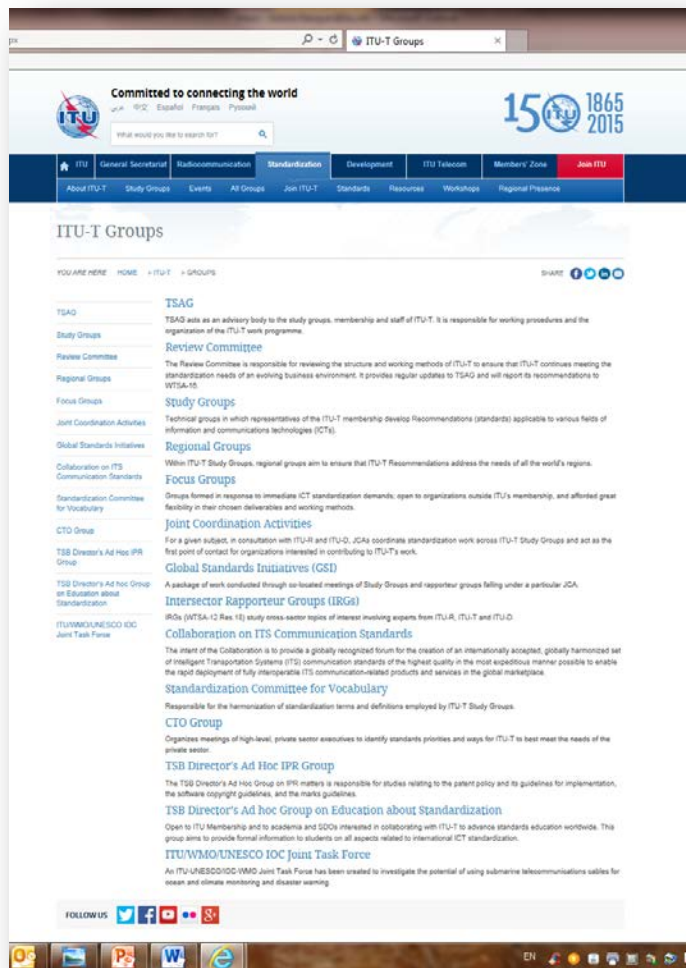 ITU-T Groups
Committed to connecting the world
عربي 中文 Español Français Русский
What would you like to search for?
ITU
150
1865
2015
ITU General Secretariat Radiocommunication Standardization Development ITU Telecom Members' Zone Join ITU
About ITU-T Study Groups Events All Groups Join ITU-T Standards Resources Workshops Regional Presence
ITU-T Groups
YOU ARE HERE HOME > ITU-T > GROUPS
SHARE
TSAG
Study Groups
Review Committee
Regional Groups
Focus Groups
Joint Coordination Activities
Global Standards Initiatives
Collaboration on ITS
Communication Standards
Standardization Committee
for Vocabulary
CTO Group
TSB Director's Ad Hoc IPR
Group
TSB Director's Ad hoc Group
on Education about
Standardization
ITU/WMO/UNESCO IOC
Joint Task Force
TSAG
TSAG acts as an advisory body to the study groups, membership and staff of ITU-T. It is responsible for working procedures and the
organization of the ITU-T work programme.
Review Committee
The Review Committee is responsible for reviewing the structure and working methods of ITU-T to ensure that ITU-T continues meeting the
standardization needs of an evolving business environment. It provides regular updates to TSAG and will report its recommendations to
WTSA-16.
Study Groups
Technical groups in which representatives of the ITU-T membership develop Recommendations (standards) applicable to various fields of
information and communications technologies (ICTs).
Regional Groups
Within ITU-T Study Groups, regional groups aim to ensure that ITU-T Recommendations address the needs of all the world's regions.
Focus Groups
Groups formed in response to immediate ICT standardization demands, open to organizations outside ITU's membership, and afforded great
flexibility in their chosen deliverables and working methods.
Joint Coordination Activities
For a given subject, in consultation with ITU-R and ITU-D, JCAs coordinate standardization work across ITU-T Study Groups and act as the
first point of contact for organizations interested in contributing to ITU-T's work.
Global Standards Initiatives (GSI)
A package of work conducted through co-located meetings of Study Groups and rapporteur groups falling under a particular JCA.
Intersector Rapporteur Groups (IRGs)
IRGs (WTSA-12 Res.18) study cross-sector topics of interest involving experts from ITU-R, ITU-T and ITU-D.
Collaboration on ITS Communication Standards
The intent of the Collaboration is to provide a globally recognized forum for the creation of an internationally accepted, globally harmonized set
of Intelligent Transportation Systems (ITS) communication standards of the highest quality in the most expeditious manner possible to enable
the rapid deployment of fully interoperable ITS communication-related products and services in the global marketplace.
Standardization Committee for Vocabulary
Responsible for the harmonization of standardization terms and definitions employed by ITU-T Study Groups.
CTO Group
Organizes meetings of high-level, private sector executives to identify standards priorities and ways for ITU-T to best meet the needs of the
private sector.
TSB Director's Ad Hoc IPR Group
The TSB Director's Ad Hoc Group on IPR matters is responsible for studies relating to the patent policy and its guidelines for implementation,
the software copyright guidelines, and the marks guidelines.
TSB Director's Ad hoc Group on Education about Standardization
Open to ITU Membership and to academia and SDOs interested in collaborating with ITU-T to advance standards education worldwide. This
group aims to provide formal information to students on all aspects related to international ICT standardization.
ITU/WMO/UNESCO IOC Joint Task Force
An ITU-UNESCO/IOC-WMO Joint Task Force has been created to investigate the potential of using submarine telecommunications cables for
ocean and climate monitoring and disaster warning.
FOLLOW US
EN